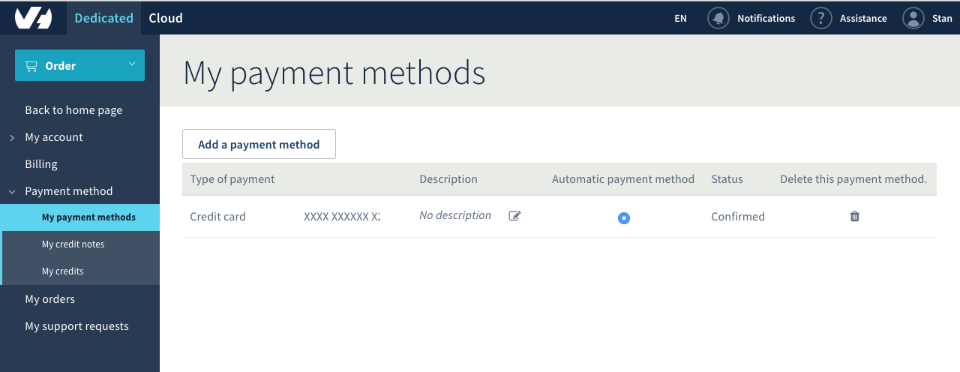 Dedicated Cloud EN Notifications ? Assistance Stan
Order
My payment methods
Back to home page
My account
Billing
Payment method
My payment methods
My credit notes
My credits
My orders
My support requests
Add a payment method
Type of payment Description Automatic payment method Status Delete this payment method.
Credit card XXXX XXXXXX X No description Confirmed